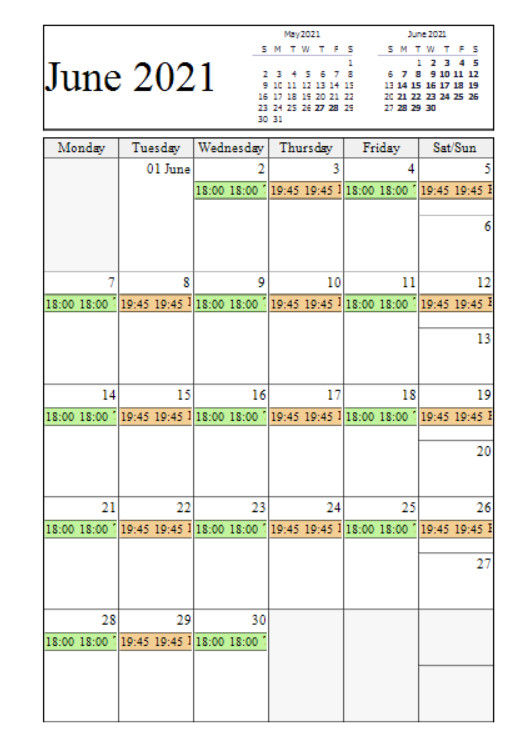 May 2021 June 2021
S M T W T F S S M T W T F S
1 1 2 3 4 5
2 3 4 5 6 7 8 6 7 8 9 10 11 12
9 10 11 12 13 14 15 13 14 15 16 17 18 19
16 17 18 19 20 21 22 20 21 22 23 24 25 26
23 24 25 26 27 28 29 27 28 29 30
30 31
June 2021
Monday Tuesday Wednesday Thursday Friday Sat/Sun
01 June 2 3 4 5
18:00 18:00 19:45 19:45 18:00 18:00 19:45 19:45
6
7 8 9 10 11 12
18:00 18:00 19:45 19:45 18:00 18:00 19:45 19:45 18:00 18:00 19:45 19:45
13
14 15 16 17 18 19
18:00 18:00 19:45 19:45 18:00 18:00 19:45 19:45 18:00 18:00 19:45 19:45
20
21 22 23 24 25 26
18:00 18:00 19:45 19:45 18:00 18:00 19:45 19:45 18:00 18:00 19:45 19:45
27
28 29 30
18:00 18:00 19:45 19:45 18:00 18:00